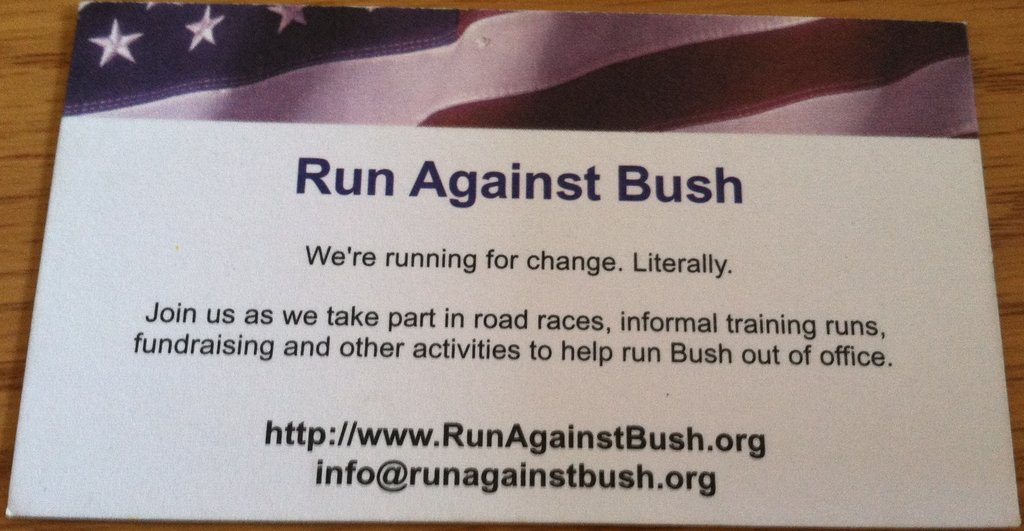 Run Against Bush
We're running for change. Literally.
Join us as we take part in road races, informal training runs,
fundraising and other activities to help run Bush out of office.
http://www.RunAgainstBush.org
info@runagainstbush.org